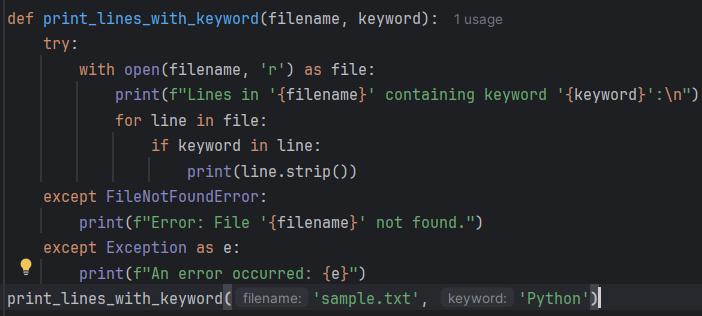 def print_lines_with_keyword(filename, keyword): 1 usage
    try:
        with open(filename, 'r') as file:
            print(f"Lines in '{filename}' containing keyword '{keyword}':\n")
            for line in file:
                if keyword in line:
                    print(line.strip())
    except FileNotFoundError:
        print(f"Error: File '{filename}' not found.")
    except Exception as e:
        print(f"An error occurred: {e}")
print_lines_with_keyword( filename: 'sample.txt', keyword: 'Python')